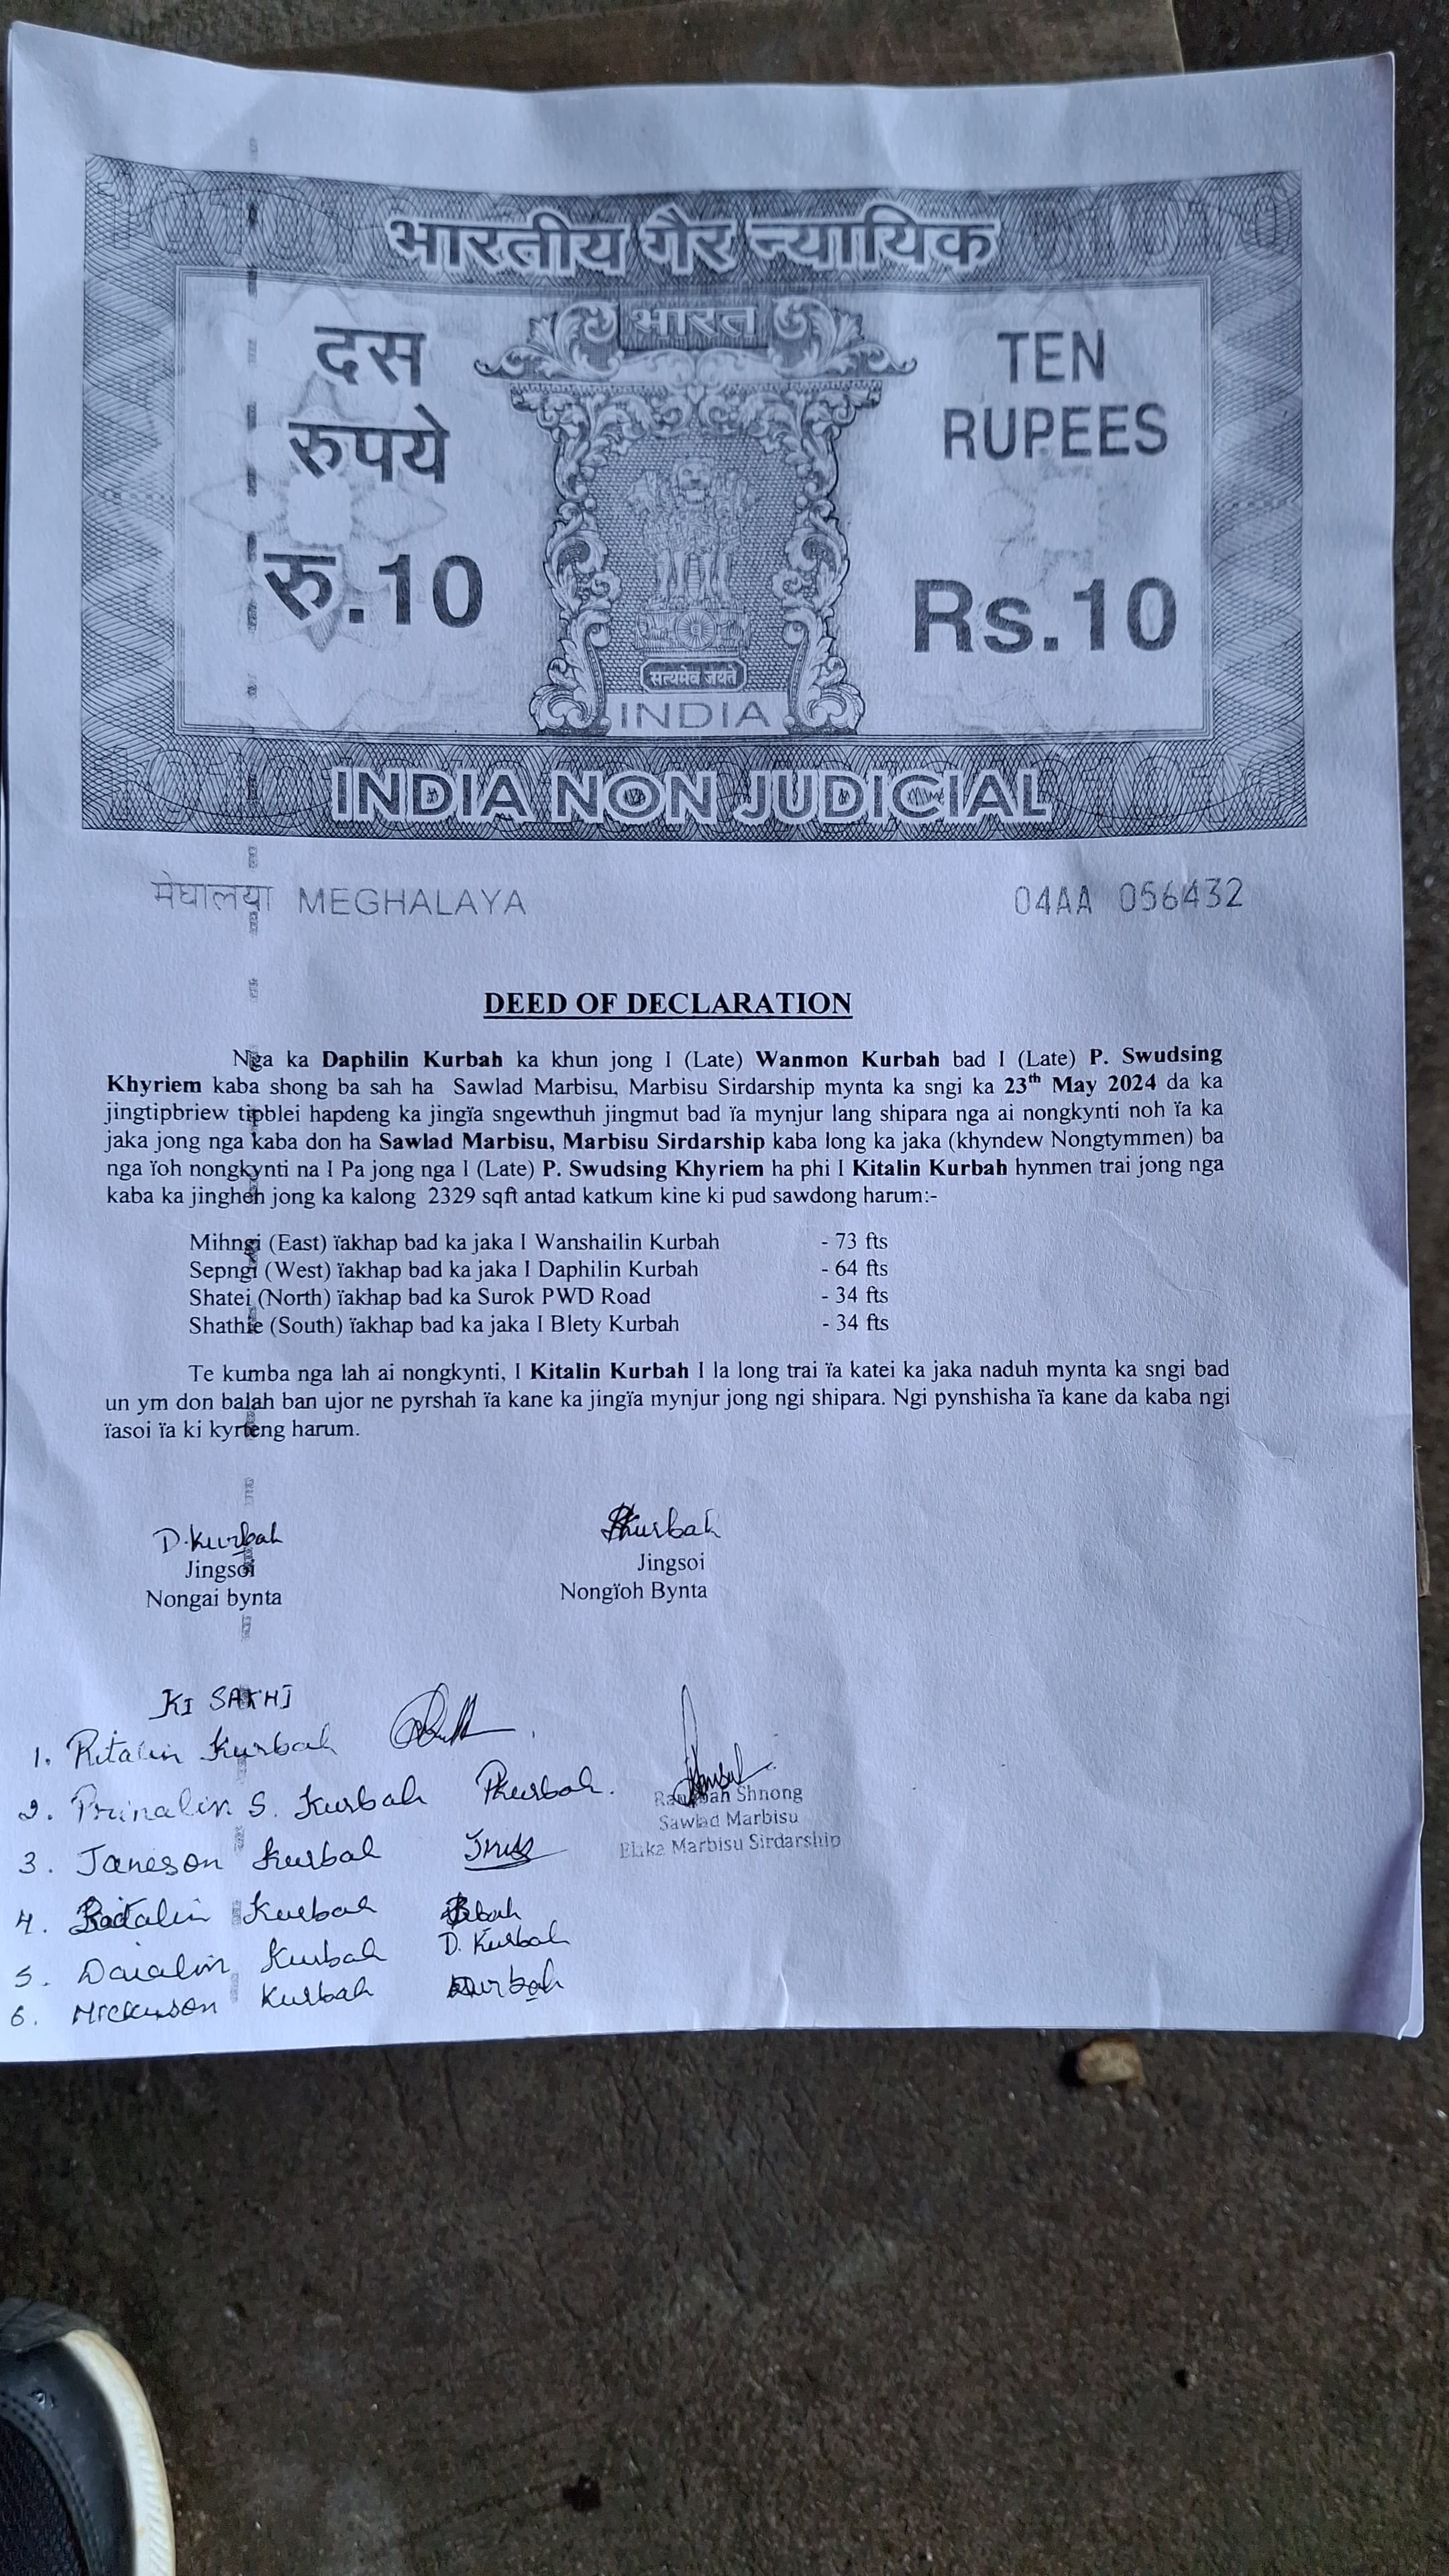 भारतीय गैर न्यायिक
भारत
दस
रुपये
रु.10
TEN
RUPEES
Rs.10
सत्यमेव जयते
INDIA
INDIA NON JUDICIAL
मेघालया MEGHALAYA
04AA 056432
DEED OF DECLARATION
Nga ka Daphilin Kurbah ka khun jong I (Late) Wanmon Kurbah bad I (Late) P. Swudsing
Khyriem kaba shong ba sah ha Sawlad Marbisu, Marbisu Sirdarship mynta ka sngi ka 23th May 2024 da ka
jingtipbriew tipblei hapdeng ka jingïa sngewthuh jingmut bad ïa mynjur lang shipara nga ai nongkynti noh ïa ka
jaka jong nga kaba don ha Sawlad Marbisu, Marbisu Sirdarship kaba long ka jaka (khyndew Nongtymmen) ba
nga ïoh nongkynti na I Pa jong nga I (Late) P. Swudsing Khyriem ha phi I Kitalin Kurbah hynmen trai jong nga
kaba ka jingheh jong ka kalong 2329 sqft antad katkum kine ki pud sawdong harum:-
Mihngi (East) ïakhap bad ka jaka I Wanshailin Kurbah - 73 fts
Sepngi (West) ïakhap bad ka jaka I Daphilin Kurbah - 64 fts
Shatei (North) ïakhap bad ka Surok PWD Road - 34 fts
Shathie (South) ïakhap bad ka jaka I Blety Kurbah - 34 fts
Te kumba nga lah ai nongkynti, I Kitalin Kurbah I la long trai ïa katei ka jaka naduh mynta ka sngi bad
un ym don balah ban ujor ne pyrshah ïa kane ka jingïa mynjur jong ngi shipara. Ngi pynshisha ïa kane da kaba ngi
ïasoi ïa ki kyrteng harum.
D. Kurbah
Jingsoi
Nongai bynta
Kurbah
Jingsoi
Nongïoh Bynta
KI SAKHI
1. Ritalin Kurbah
2. Prinalin S. Kurbah PKurbah.
3. Janeson Kurbah
4. Kurbah
5. Daialin Kurbah D. Kurbah
6. Kurbah Kurbah
Rangbah Shnong
Sawlad Marbisu
Elaka Marbisu Sirdarship